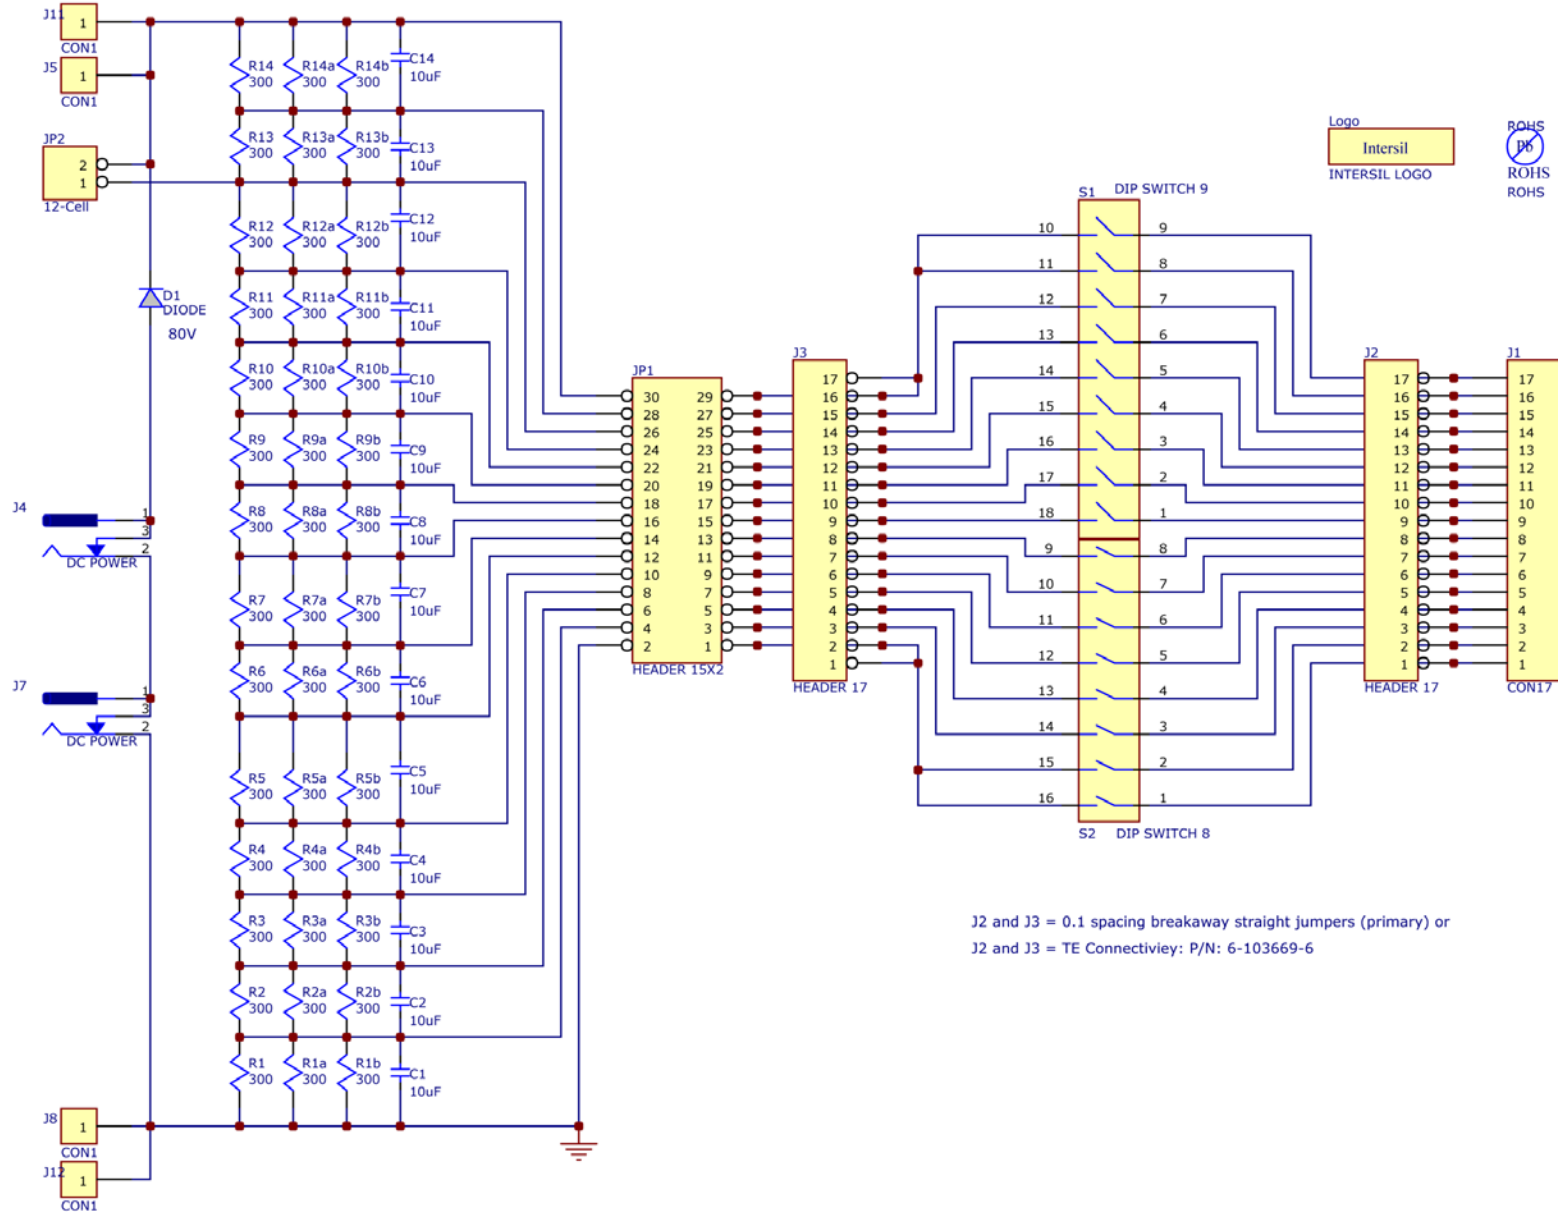 J11
1
CON1
J5
1
CON1
JP2
2
1
12-Cell
D1
DIODE
80V
J4
1
3
2
DC POWER
J7
1
3
2
DC POWER
J8
1
CON1
J12
1
CON1
R14 R14a R14b C14
300 300 300 10uF
R13 R13a R13b C13
300 300 300 10uF
R12 R12a R12b C12
300 300 300 10uF
R11 R11a R11b C11
300 300 300 10uF
R10 R10a R10b C10
300 300 300 10uF
R9 R9a R9b C9
300 300 300 10uF
R8 R8a R8b C8
300 300 300 10uF
R7 R7a R7b C7
300 300 300 10uF
R6 R6a R6b C6
300 300 300 10uF
R5 R5a R5b C5
300 300 300 10uF
R4 R4a R4b C4
300 300 300 10uF
R3 R3a R3b C3
300 300 300 10uF
R2 R2a R2b C2
300 300 300 10uF
R1 R1a R1b C1
300 300 300 10uF
JP1
30 29
28 27
26 25
24 23
22 21
20 19
18 17
16 15
14 13
12 11
10 9
8 7
6 5
4 3
2 1
HEADER 15X2
J3
17
16
15
14
13
12
11
10
9
8
7
6
5
4
3
2
1
HEADER 17
S1 DIP SWITCH 9
10 9
11 8
12 7
13 6
14 5
15 4
16 3
17 2
18 1
9 8
10 7
11 6
12 5
13 4
14 3
15 2
16 1
S2 DIP SWITCH 8
J2
17
16
15
14
13
12
11
10
9
8
7
6
5
4
3
2
1
HEADER 17
J1
17
16
15
14
13
12
11
10
9
8
7
6
5
4
3
2
1
CON17
Logo
Intersil
INTERSIL LOGO
ROHS
Pb
ROHS
ROHS
J2 and J3 = 0.1 spacing breakaway straight jumpers (primary) or
J2 and J3 = TE Connectiviey: P/N: 6-103669-6